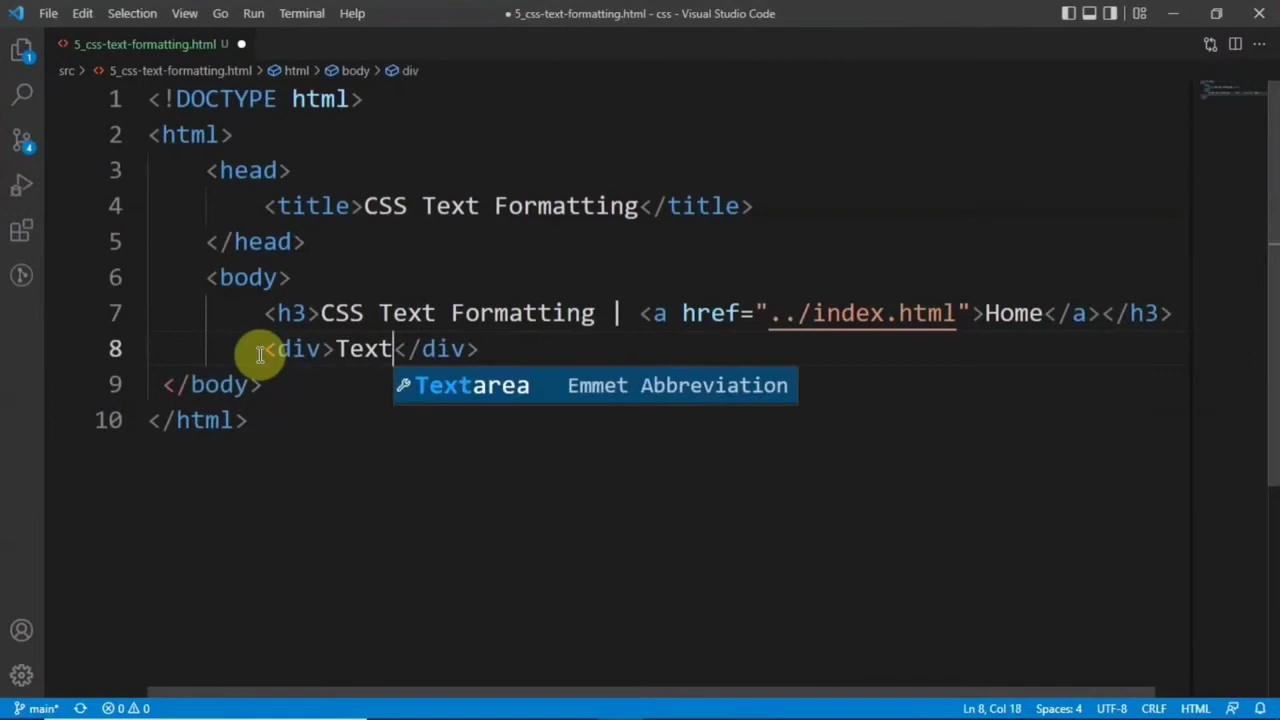 File Edit Selection View Go Run Terminal Help ● 5_css-text-formatting.html - css - Visual Studio Code
5_css-text-formatting.html U ●
src > 5_css-text-formatting.html > html > body > div
1 <!DOCTYPE html>
2 <html>
3 <head>
4 <title>CSS Text Formatting</title>
5 </head>
6 <body>
7 <h3>CSS Text Formatting | <a href="../index.html">Home</a></h3>
8 <div>Text</div>
9 </body>
Textarea Emmet Abbreviation
10 </html>
1
4
main* 0 0 Ln 8, Col 18 Spaces: 4 UTF-8 CRLF HTML